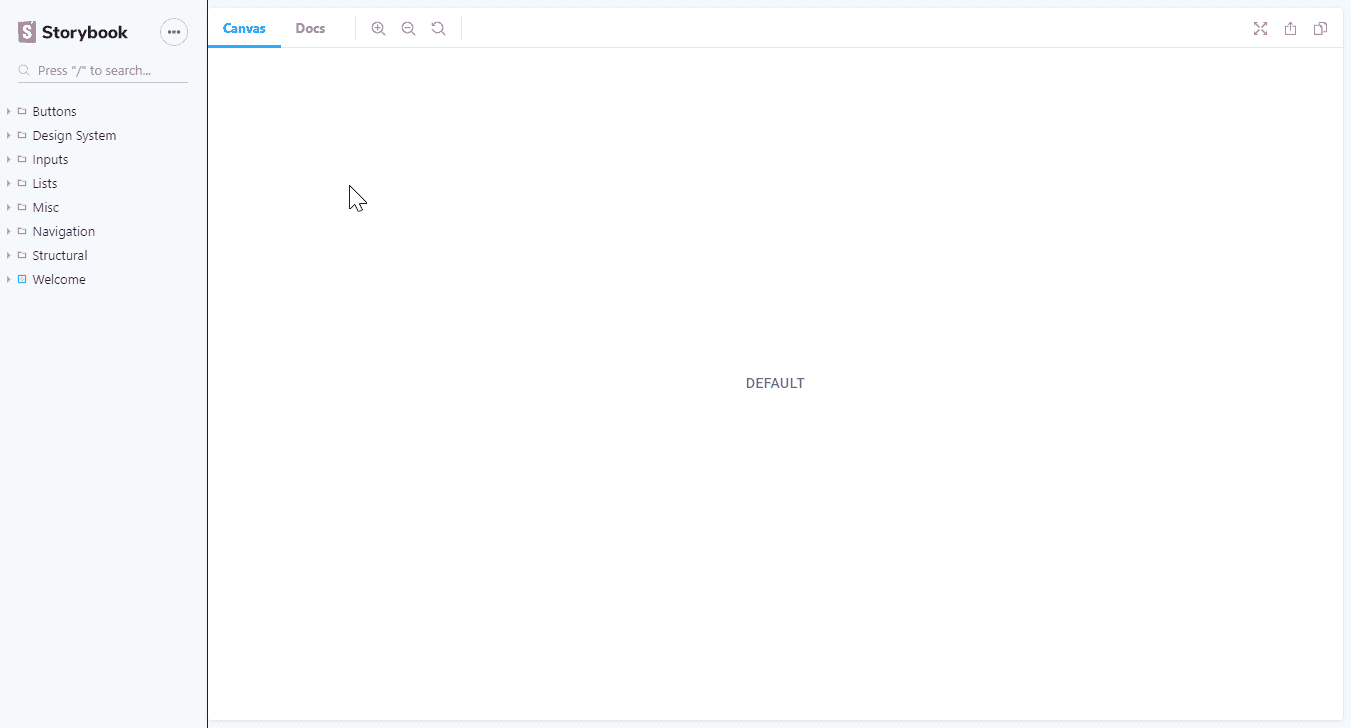 Storybook
Canvas Docs
Press "/" to search...
Buttons
Design System
Inputs
Lists
Misc
Navigation
Structural
Welcome
DEFAULT